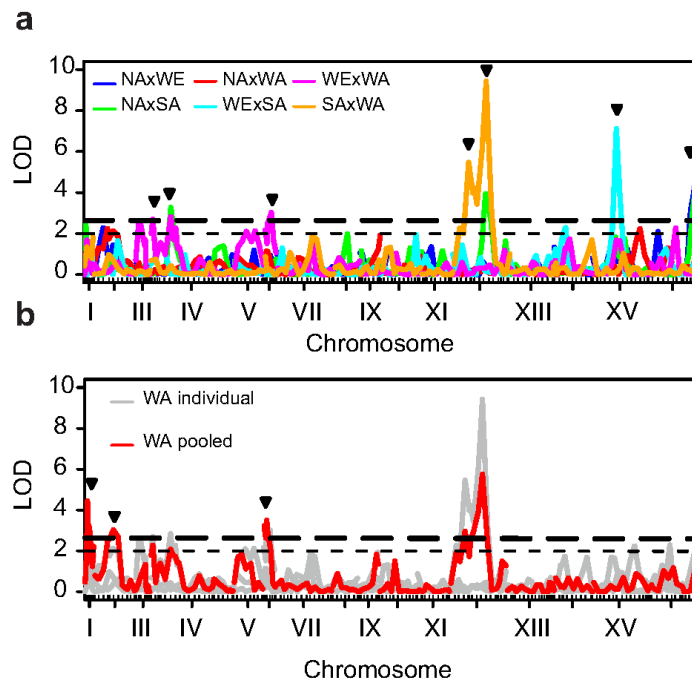 a
10
8
6
4
2
0
LOD
NAxWE NAxWA WExWA
NAxSA WExSA SAxWA
I III IV V VII IX XI XIII XV
Chromosome
b
10
8
6
4
2
0
LOD
WA individual
WA pooled
I III IV V VII IX XI XIII XV
Chromosome